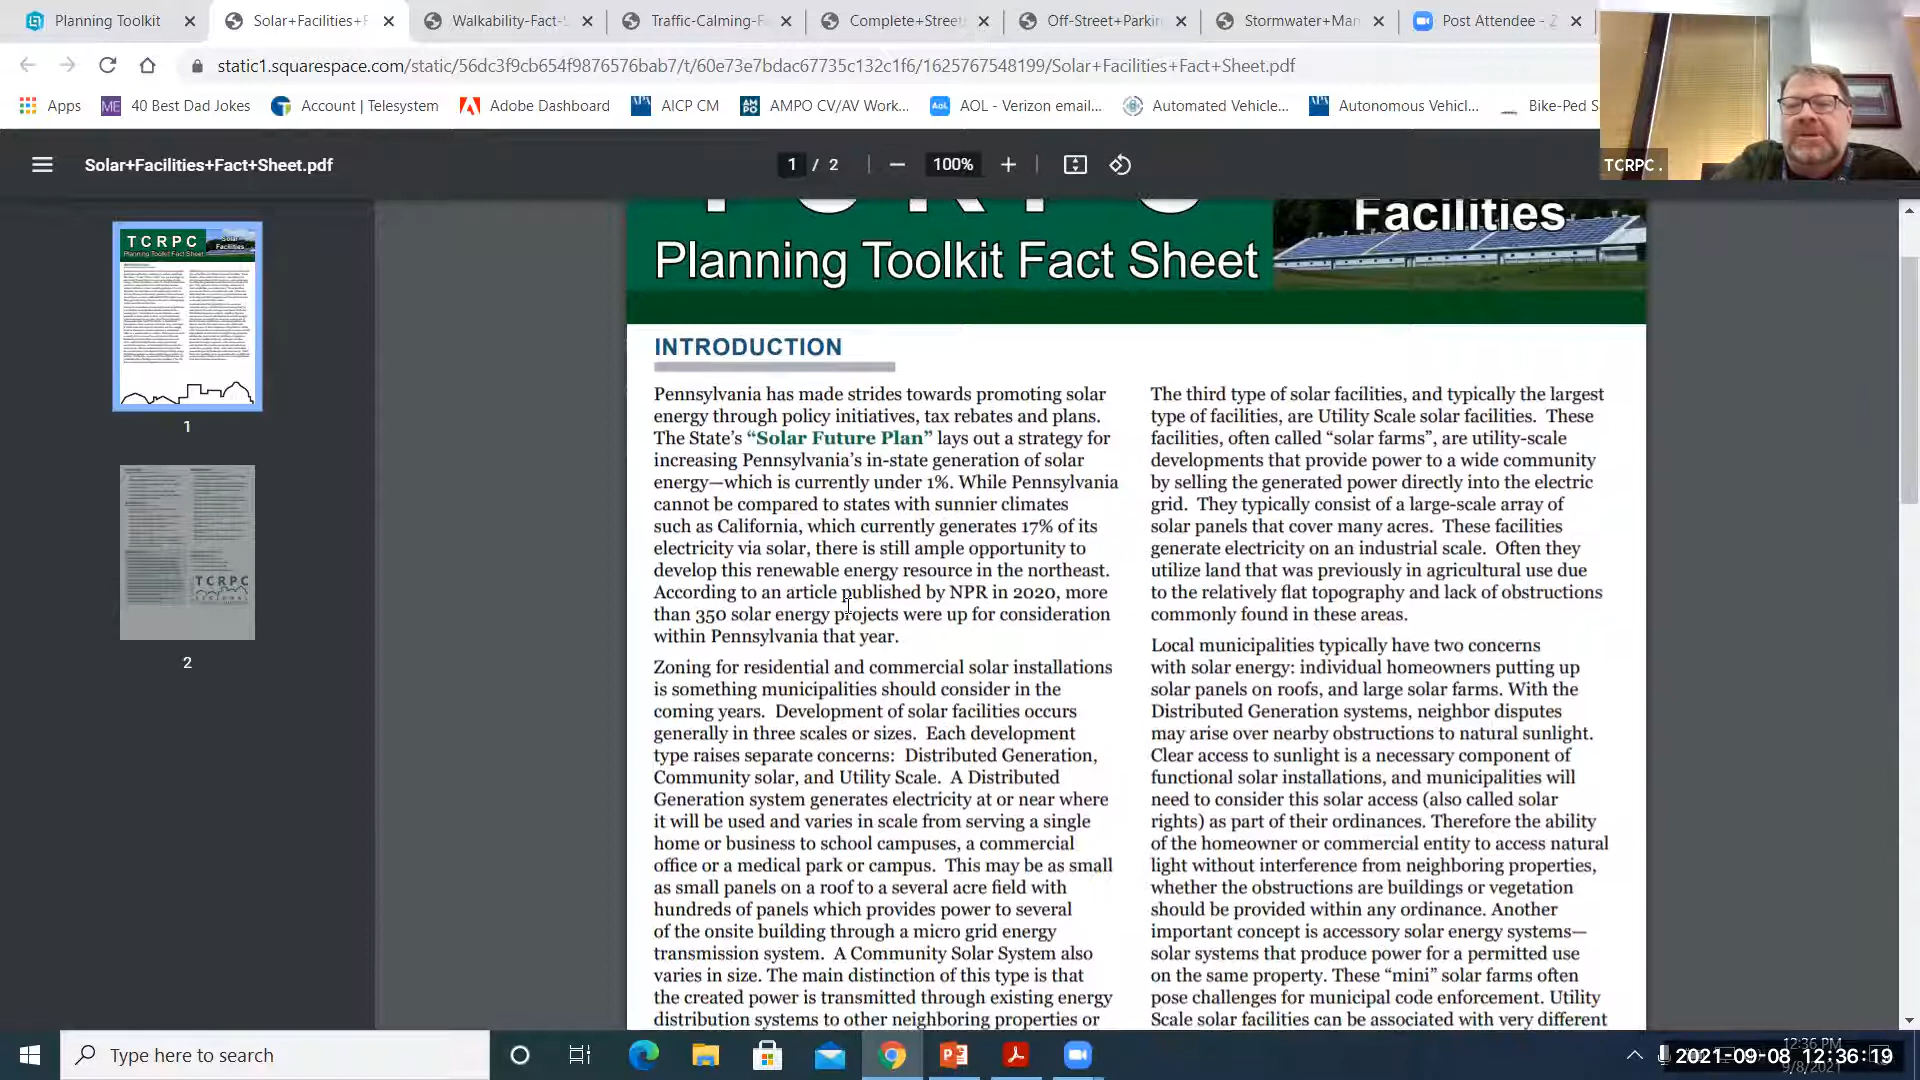 Planning Toolkit
Solar+Facilities+F
Walkability-Fact-S
Traffic-Calming-F
Complete+Street
Off-Street+Parkin
Stormwater+Man
Post Attendee - Z
static1.squarespace.com/static/56dc3f9cb654f9876576bab7/t/60e73e7bdac67735c132c1f6/1625767548199/Solar+Facilities+Fact+Sheet.pdf
Apps
40 Best Dad Jokes
Account | Telesystem
Adobe Dashboard
AICP CM
AMPO CV/AV Work...
AOL - Verizon email...
Automated Vehicle...
Autonomous Vehicl...
Bike-Ped S
TCRPC .
Solar+Facilities+Fact+Sheet.pdf
1 / 2
100%
TCRPC
Solar
Facilities
Planning Toolkit Fact Sheet
1
TCRPC
2
TCRPC
Facilities
Planning Toolkit Fact Sheet
INTRODUCTION
Pennsylvania has made strides towards promoting solar
energy through policy initiatives, tax rebates and plans.
The State's “Solar Future Plan” lays out a strategy for
increasing Pennsylvania's in-state generation of solar
energy—which is currently under 1%. While Pennsylvania
cannot be compared to states with sunnier climates
such as California, which currently generates 17% of its
electricity via solar, there is still ample opportunity to
develop this renewable energy resource in the northeast.
According to an article published by NPR in 2020, more
than 350 solar energy projects were up for consideration
within Pennsylvania that year.
Zoning for residential and commercial solar installations
is something municipalities should consider in the
coming years. Development of solar facilities occurs
generally in three scales or sizes. Each development
type raises separate concerns: Distributed Generation,
Community solar, and Utility Scale. A Distributed
Generation system generates electricity at or near where
it will be used and varies in scale from serving a single
home or business to school campuses, a commercial
office or a medical park or campus. This may be as small
as small panels on a roof to a several acre field with
hundreds of panels which provides power to several
of the onsite building through a micro grid energy
transmission system. A Community Solar System also
varies in size. The main distinction of this type is that
the created power is transmitted through existing energy
distribution systems to other neighboring properties or
The third type of solar facilities, and typically the largest
type of facilities, are Utility Scale solar facilities. These
facilities, often called “solar farms”, are utility-scale
developments that provide power to a wide community
by selling the generated power directly into the electric
grid. They typically consist of a large-scale array of
solar panels that cover many acres. These facilities
generate electricity on an industrial scale. Often they
utilize land that was previously in agricultural use due
to the relatively flat topography and lack of obstructions
commonly found in these areas.
Local municipalities typically have two concerns
with solar energy: individual homeowners putting up
solar panels on roofs, and large solar farms. With the
Distributed Generation systems, neighbor disputes
may arise over nearby obstructions to natural sunlight.
Clear access to sunlight is a necessary component of
functional solar installations, and municipalities will
need to consider this solar access (also called solar
rights) as part of their ordinances. Therefore the ability
of the homeowner or commercial entity to access natural
light without interference from neighboring properties,
whether the obstructions are buildings or vegetation
should be provided within any ordinance. Another
important concept is accessory solar energy systems—
solar systems that produce power for a permitted use
on the same property. These “mini” solar farms often
pose challenges for municipal code enforcement. Utility
Scale solar facilities can be associated with very different
Type here to search
12:36 PM
2021-09-08 12:36:19
9/8/2021